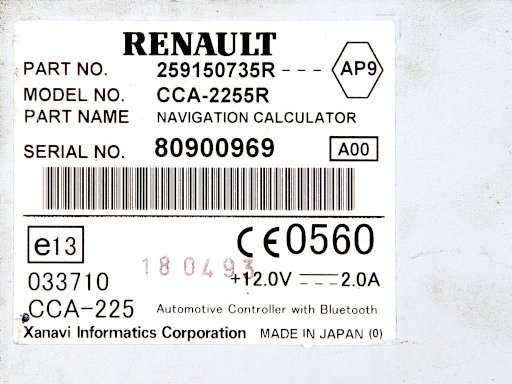 RENAULT
PART NO. 259150735R - - - AP9
MODEL NO. CCA-2255R
PART NAME NAVIGATION CALCULATOR
SERIAL NO. 80900969 A00
e13 CE0560
033710 180493 +12.0V 2.0A
CCA-225 Automotive Controller with Bluetooth
Xanavi Informatics Corporation MADE IN JAPAN (0)